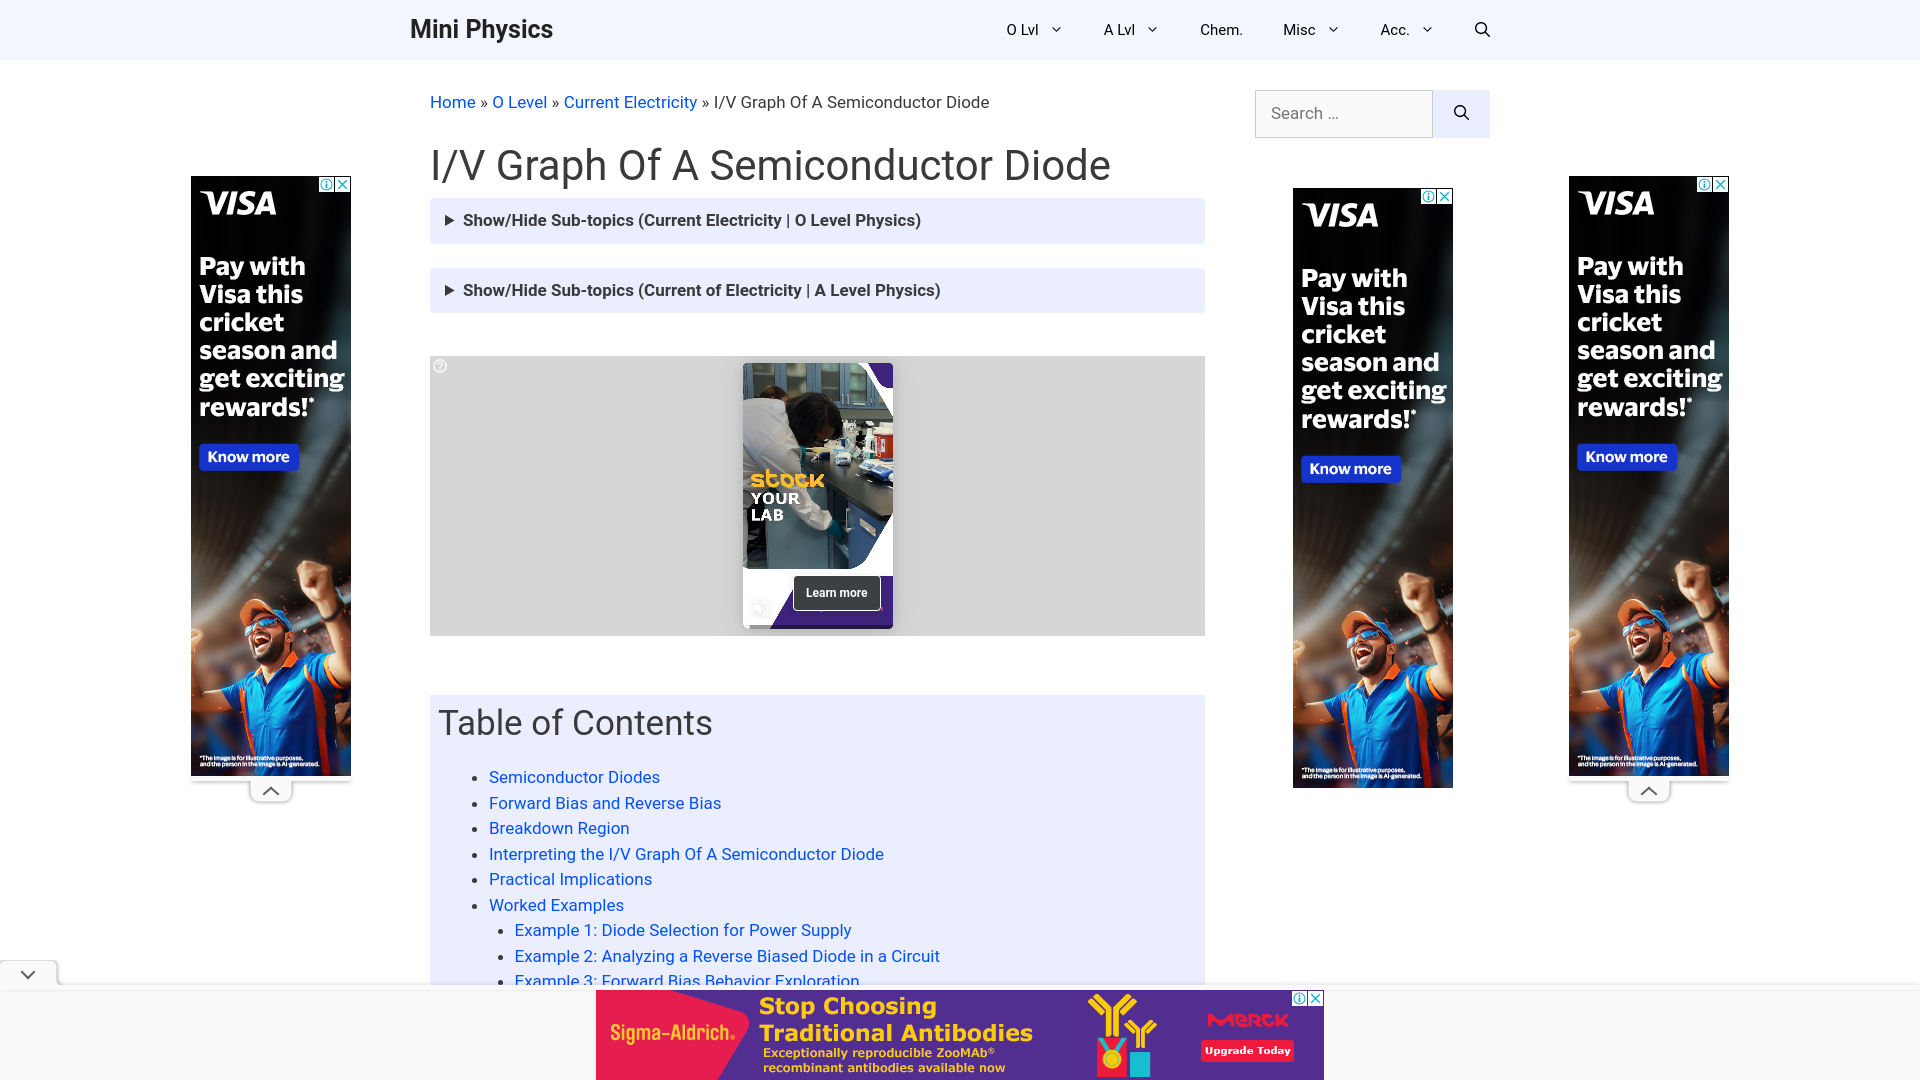 Mini Physics
O Lvl
A Lvl
Chem.
Misc
Acc.
Home » O Level » Current Electricity » I/V Graph Of A Semiconductor Diode
Search …
I/V Graph Of A Semiconductor Diode
Show/Hide Sub-topics (Current Electricity | O Level Physics)
Show/Hide Sub-topics (Current of Electricity | A Level Physics)
VISA
Pay with
Visa this
cricket
season and
get exciting
rewards!*
Know more
*The image is for illustrative purposes,
and the person in the image is AI-generated.
stock
YOUR
LAB
Learn more
VISA
Pay with
Visa this
cricket
season and
get exciting
rewards!*
Know more
*The image is for illustrative purposes,
and the person in the image is AI-generated.
VISA
Pay with
Visa this
cricket
season and
get exciting
rewards!*
Know more
*The image is for illustrative purposes,
and the person in the image is AI-generated.
Table of Contents
Semiconductor Diodes
Forward Bias and Reverse Bias
Breakdown Region
Interpreting the I/V Graph Of A Semiconductor Diode
Practical Implications
Worked Examples
Example 1: Diode Selection for Power Supply
Example 2: Analyzing a Reverse Biased Diode in a Circuit
Example 3: Forward Bias Behavior Exploration
Sigma-Aldrich®
Stop Choosing
Traditional Antibodies
Exceptionally reproducible ZooMAb®
recombinant antibodies available now
MERCK
Upgrade Today